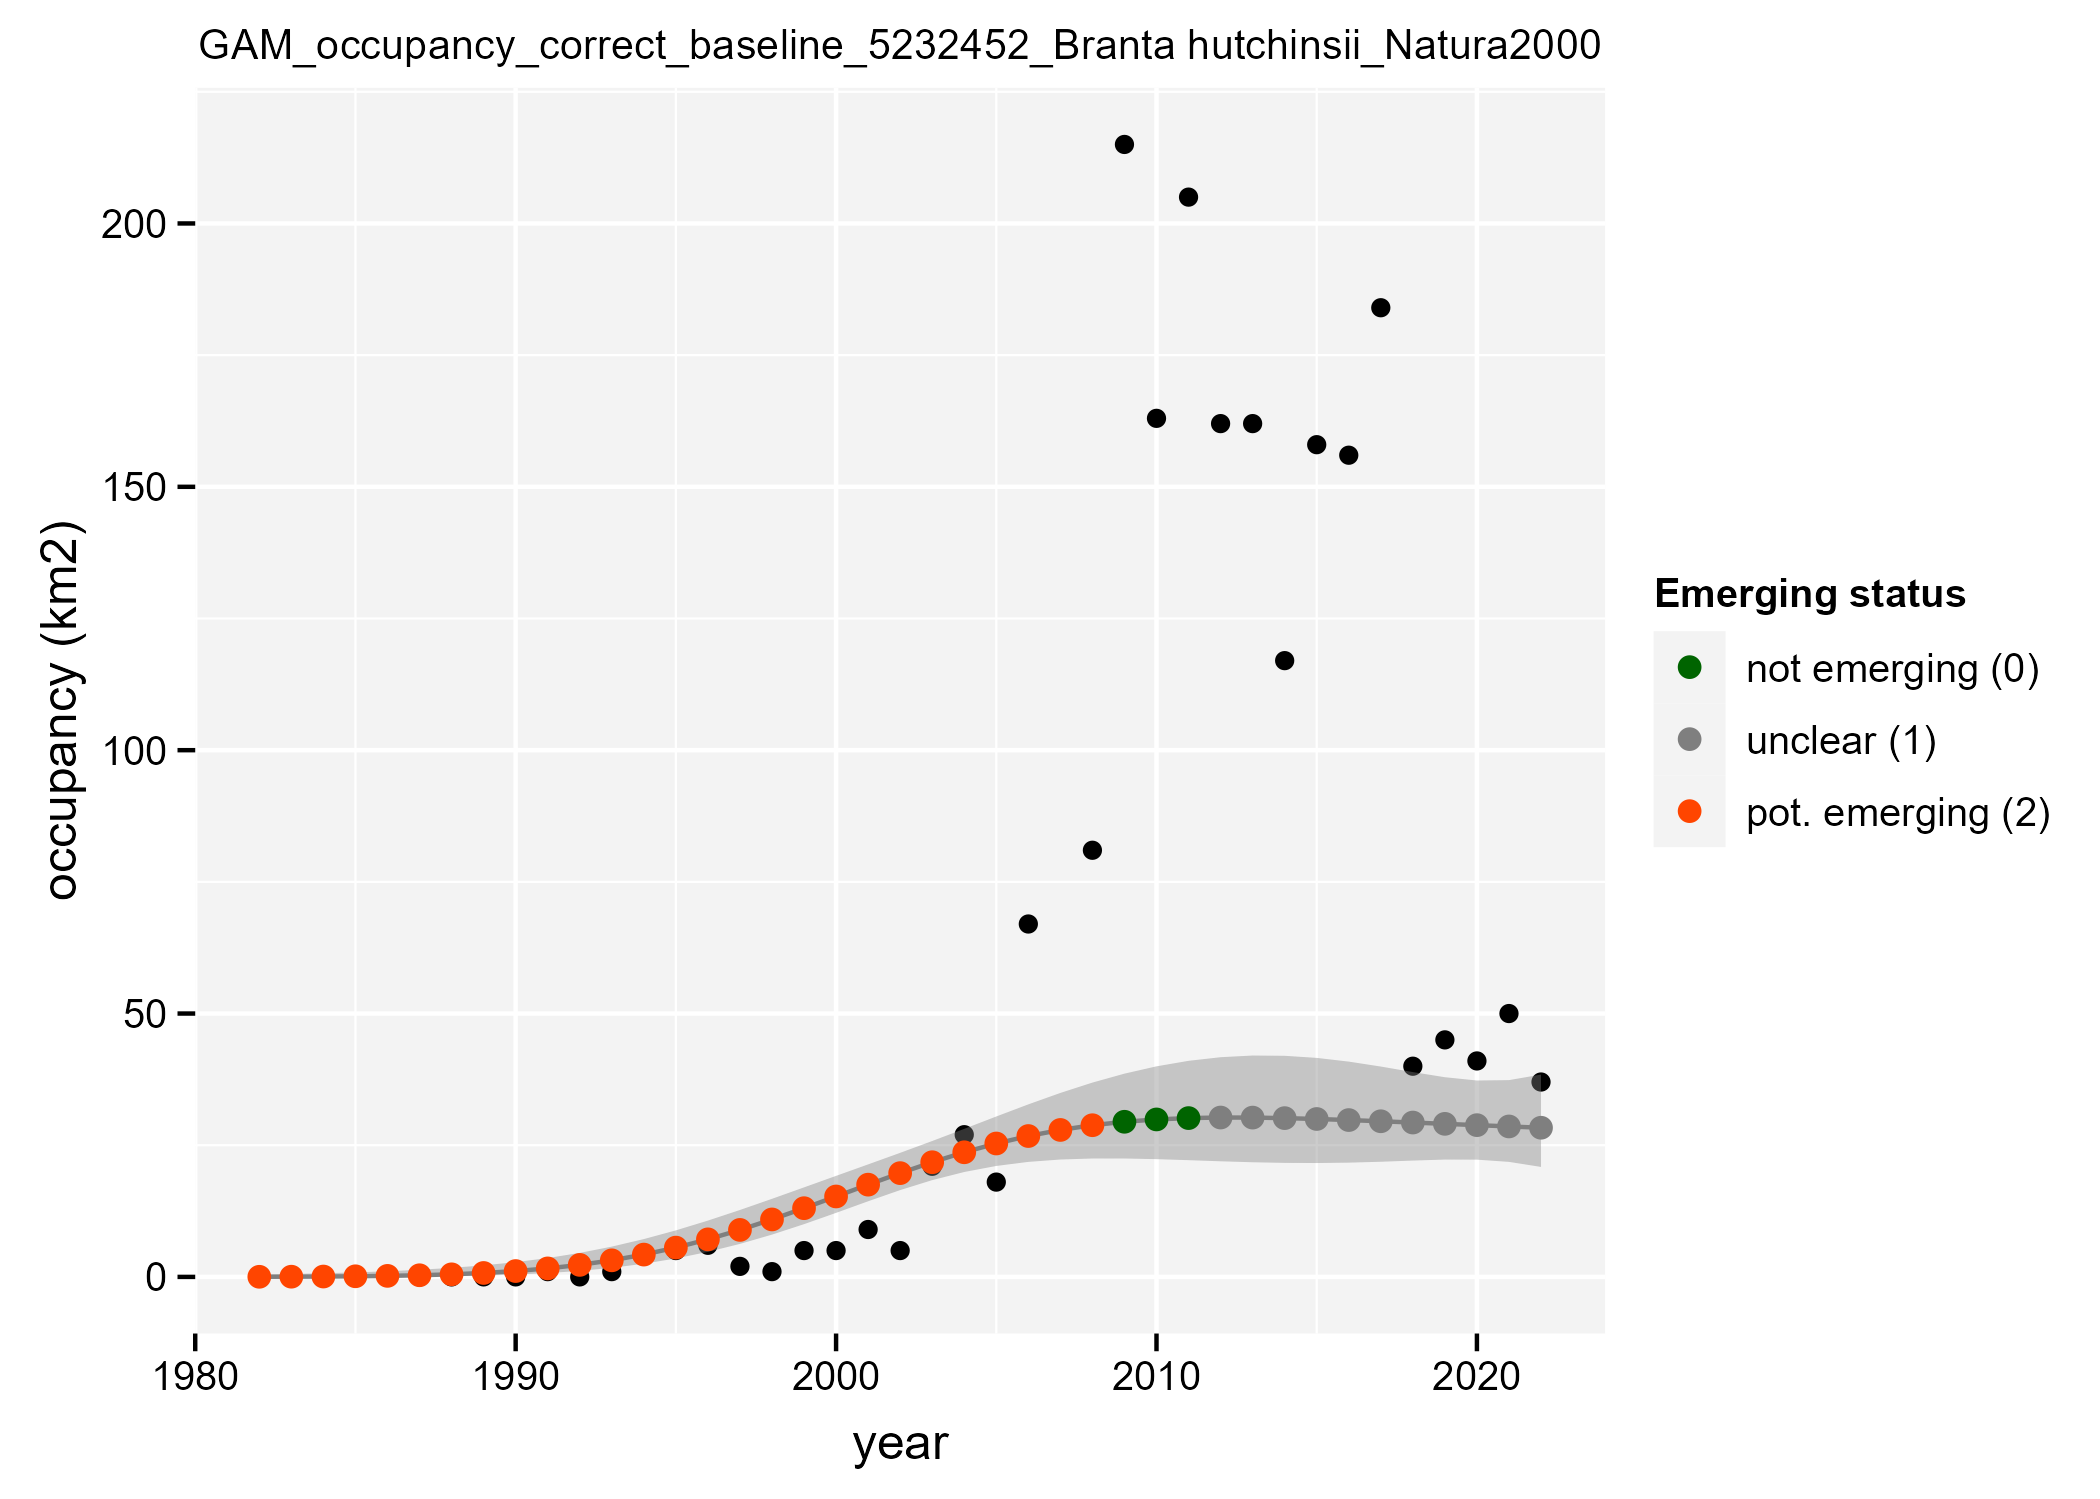 GAM_occupancy_correct_baseline_5232452_Branta hutchinsii_Natura2000
occupancy (km2)
200
150
100
50
0
1980
1990
2000
2010
2020
year
Emerging status
not emerging (0)
unclear (1)
pot. emerging (2)